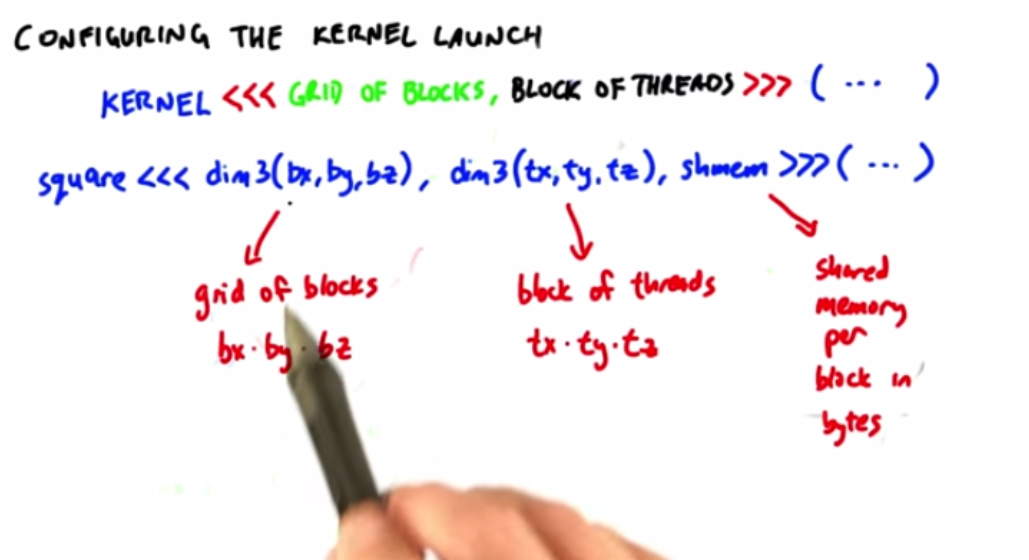 CONFIGURING THE KERNEL LAUNCH
KERNEL <<< GRID OF BLOCKS, BLOCK OF THREADS >>> ( ... )
square <<< dim3(bx,by,bz), dim3(tx,ty,tz), shmem >>> ( ... )
grid of blocks
bx·by·bz
block of threads
tx·ty·tz
shared
memory
per
block in
bytes